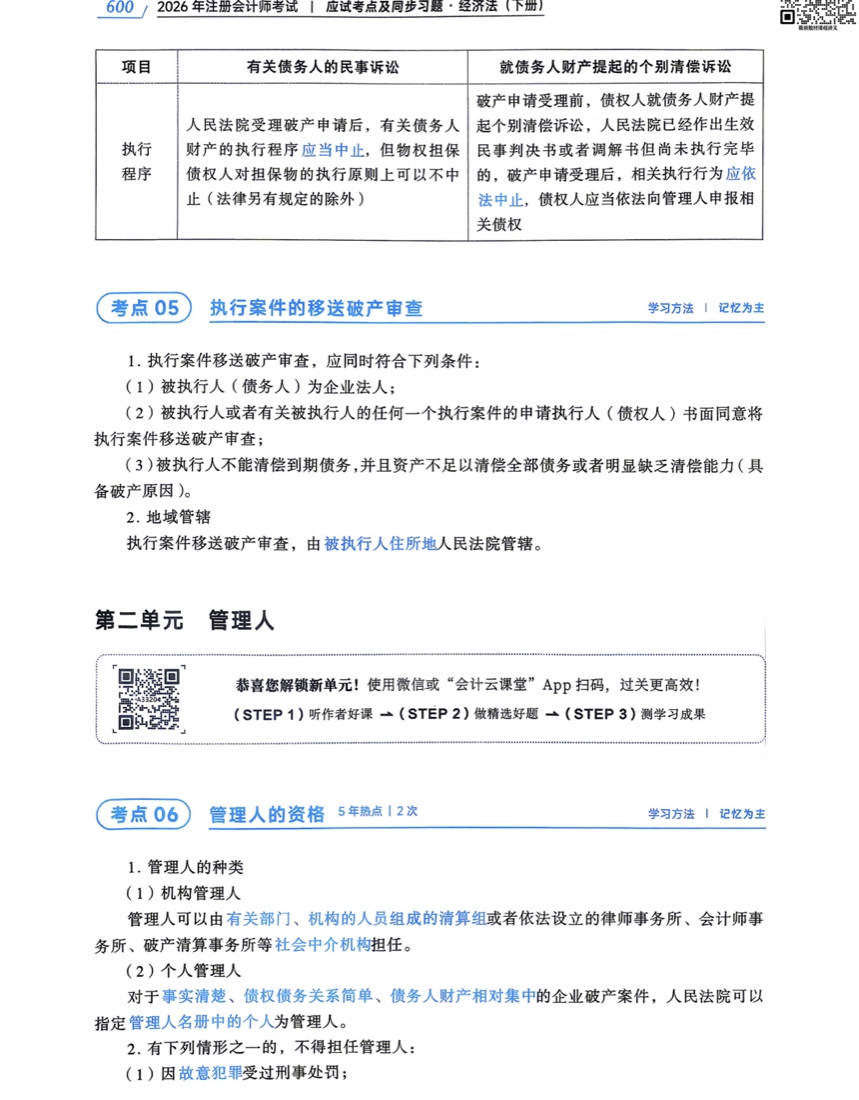 600 / 2026 年注册会计师考试 | 应试考点及同步习题·经济法（下册）
项目 有关债务人的民事诉讼 就债务人财产提起的个别清偿诉讼
执行
程序
人民法院受理破产申请后，有关债务人
财产的执行程序应当中止，但物权担保
债权人对担保物的执行原则上可以不中
止（法律另有规定的除外）
破产申请受理前，债权人就债务人财产提
起个别清偿诉讼，人民法院已经作出生效
民事判决书或者调解书但尚未执行完毕
的，破产申请受理后，相关执行行为应依
法中止，债权人应当依法向管理人申报相
关债权
考点 05 执行案件的移送破产审查 学习方法 | 记忆为主
1. 执行案件移送破产审查，应同时符合下列条件：
（1）被执行人（债务人）为企业法人；
（2）被执行人或者有关被执行人的任何一个执行案件的申请执行人（债权人）书面同意将
执行案件移送破产审查；
（3）被执行人不能清偿到期债务，并且资产不足以清偿全部债务或者明显缺乏清偿能力（具
备破产原因）。
2. 地域管辖
执行案件移送破产审查，由被执行人住所地人民法院管辖。
第二单元 管理人
恭喜您解锁新单元！使用微信或“会计云课堂”App 扫码，过关更高效！
（STEP 1）听作者好课 → （STEP 2）做精选好题 → （STEP 3）测学习成果
考点 06 管理人的资格 5 年热点 | 2 次 学习方法 | 记忆为主
1. 管理人的种类
（1）机构管理人
管理人可以由有关部门、机构的人员组成的清算组或者依法设立的律师事务所、会计师事
务所、破产清算事务所等社会中介机构担任。
（2）个人管理人
对于事实清楚、债权债务关系简单、债务人财产相对集中的企业破产案件，人民法院可以
指定管理人名册中的个人为管理人。
2. 有下列情形之一的，不得担任管理人：
（1）因故意犯罪受过刑事处罚；